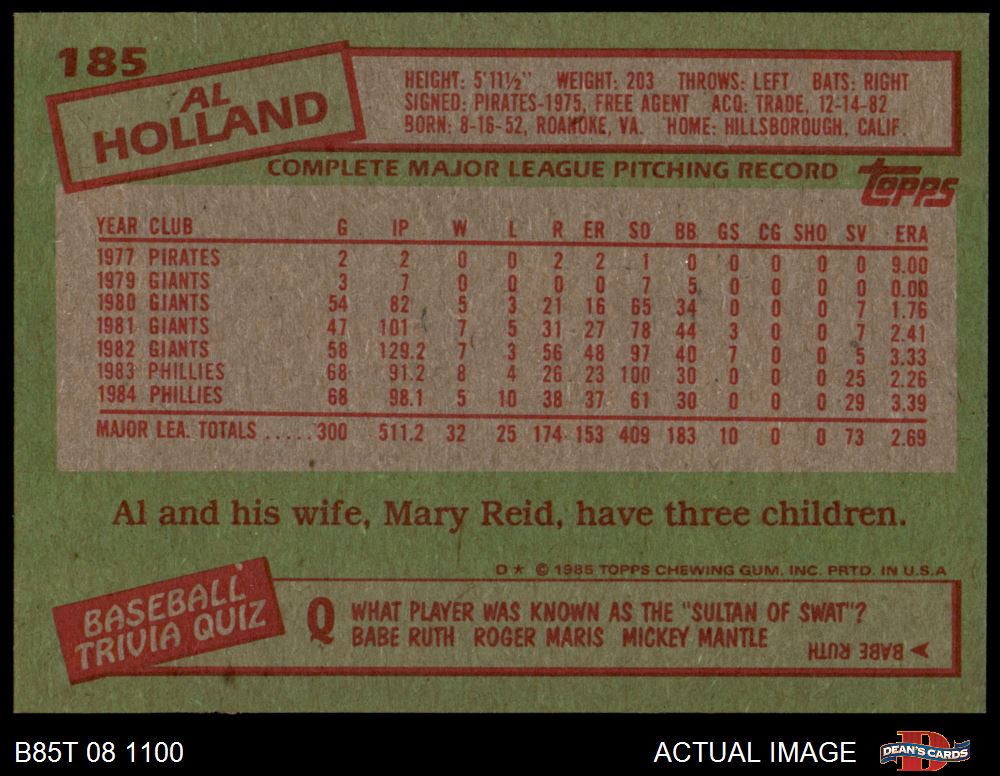 185
AL
HOLLAND
HEIGHT: 5'11½" WEIGHT: 203 THROWS: LEFT BATS: RIGHT
SIGNED: PIRATES-1975, FREE AGENT ACQ: TRADE, 12-14-82
BORN: 8-16-52, ROANOKE, VA. HOME: HILLSBOROUGH, CALIF.
COMPLETE MAJOR LEAGUE PITCHING RECORD
Topps
YEAR CLUB G IP W L R ER SO BB GS CG SHO SV ERA
1977 PIRATES 2 2 0 0 2 2 1 0 0 0 0 0 9.00
1979 GIANTS 3 7 0 0 0 0 7 5 0 0 0 0 0.00
1980 GIANTS 54 82 5 3 21 16 65 34 0 0 0 7 1.76
1981 GIANTS 47 101 7 5 31 27 78 44 3 0 0 7 2.41
1982 GIANTS 58 129.2 7 3 56 48 97 40 7 0 0 5 3.33
1983 PHILLIES 68 91.2 8 4 26 23 100 30 0 0 0 25 2.26
1984 PHILLIES 68 98.1 5 10 38 37 61 30 0 0 0 29 3.39
MAJOR LEA. TOTALS ..... 300 511.2 32 25 174 153 409 183 10 0 0 73 2.69
Al and his wife, Mary Reid, have three children.
D* © 1985 TOPPS CHEWING GUM, INC. PRTD. IN U.S.A
BASEBALL
TRIVIA QUIZ
Q WHAT PLAYER WAS KNOWN AS THE "SULTAN OF SWAT"?
BABE RUTH ROGER MARIS MICKEY MANTLE
BABE RUTH
B85T 08 1100
ACTUAL IMAGE
D
DEAN'S CARDS